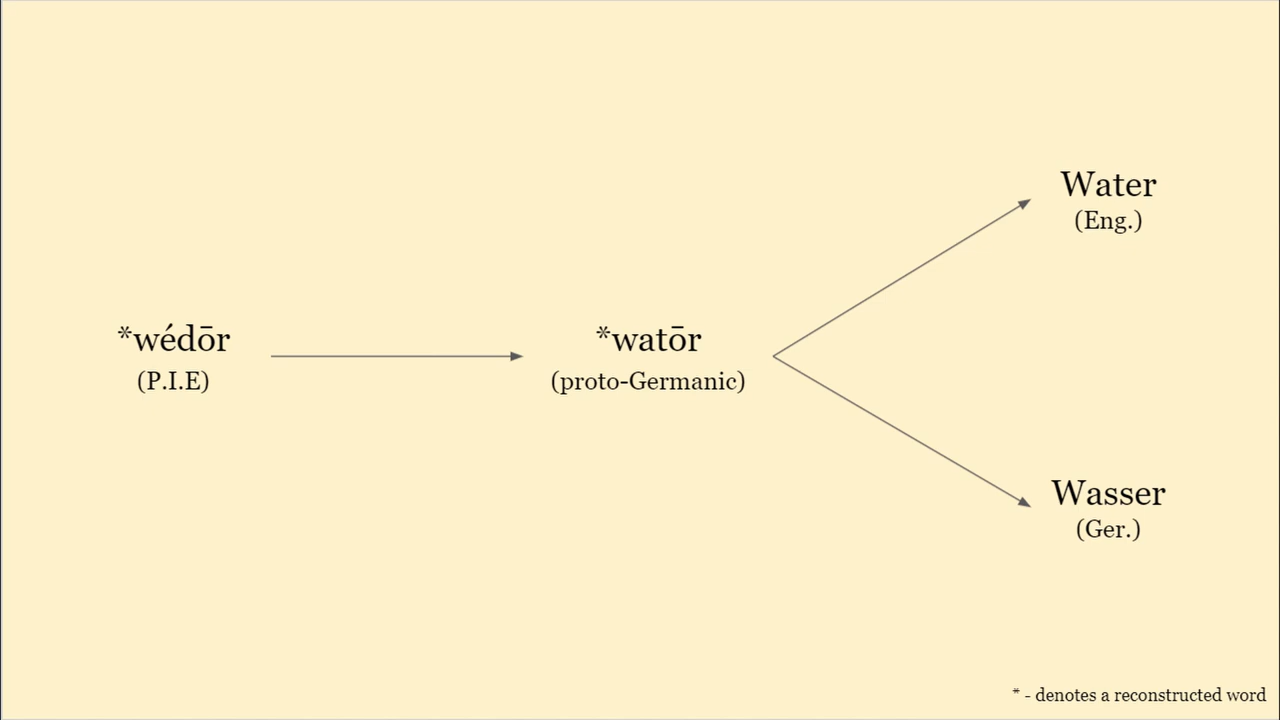 *wédōr
(P.I.E)
*watōr
(proto-Germanic)
Water
(Eng.)
Wasser
(Ger.)
* - denotes a reconstructed word